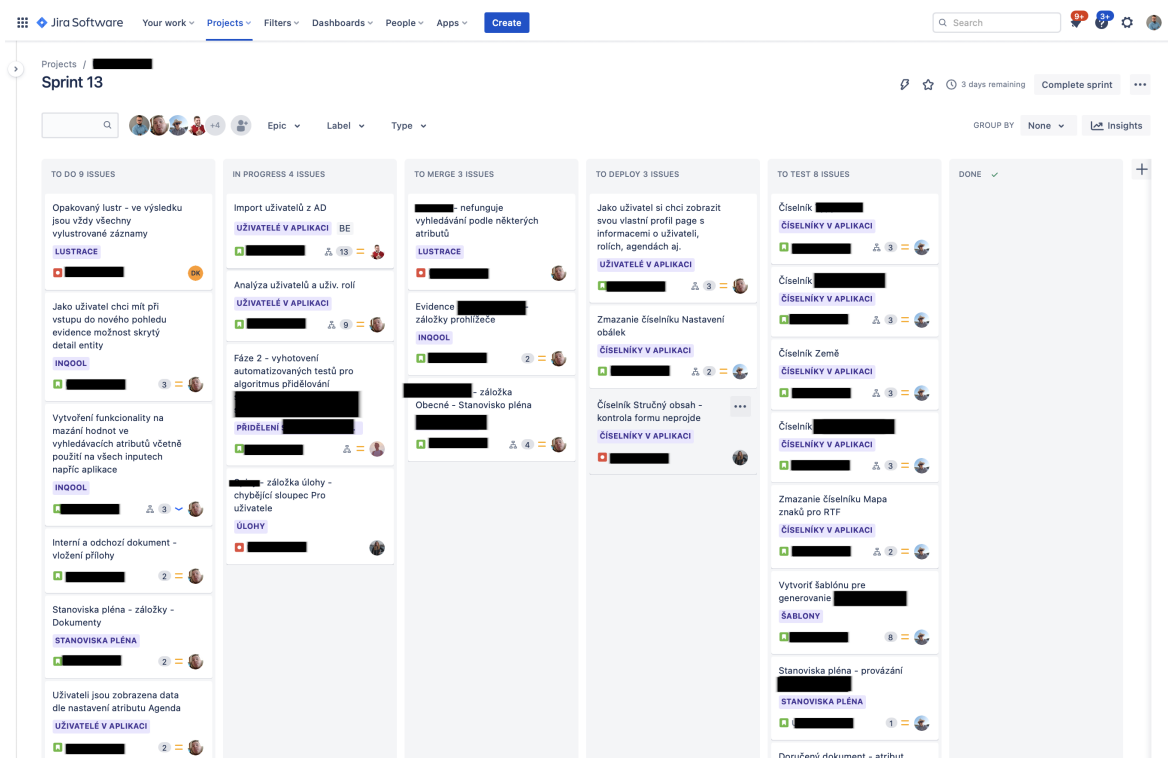 Jira Software
Your work
Projects
Filters
Dashboards
People
Apps
Create
Search
9+
3+
Projects /
Sprint 13
3 days remaining
Complete sprint
+4
Epic
Label
Type
GROUP BY
None
Insights
TO DO 9 ISSUES
Opakovaný lustr - ve výsledku
jsou vždy všechny
vylustrované záznamy
LUSTRACE
DK
Jako uživatel chci mít při
vstupu do nového pohledu
evidence možnost skrytý
detail entity
INQOOL
3
Vytvoření funkcionality na
mazání hodnot ve
vyhledávacích atributů včetně
použití na všech inputech
napříc aplikace
INQOOL
3
Interní a odchozí dokument -
vložení přílohy
2
Stanoviska pléna - záložky -
Dokumenty
STANOVISKA PLÉNA
2
Uživateli jsou zobrazena data
dle nastavení atributu Agenda
UŽIVATELÉ V APLIKACI
2
IN PROGRESS 4 ISSUES
Import uživatelů z AD
UŽIVATELÉ V APLIKACI BE
13
Analýza uživatelů a uživ. rolí
UŽIVATELÉ V APLIKACI
9
Fáze 2 - vyhotovení
automatizovaných testů pro
algoritmus přidělování
PŘIDĚLENÍ
- záložka úlohy -
chybějící sloupec Pro
uživatele
ÚLOHY
TO MERGE 3 ISSUES
- nefunguje
vyhledávání podle některých
atributů
LUSTRACE
Evidence -
záložky prohlížeče
INQOOL
2
- záložka
Obecné - Stanovisko pléna
4
TO DEPLOY 3 ISSUES
Jako uživatel si chci zobrazit
svou vlastní profil page s
informacemi o uživateli,
rolích, agendách aj.
UŽIVATELÉ V APLIKACI
3
Zmazanie číselníku Nastavení
obálek
ČÍSELNÍKY V APLIKACI
2
Číselník Stručný obsah -
kontrola formu neprojde
ČÍSELNÍKY V APLIKACI
TO TEST 8 ISSUES
Číselník
ČÍSELNÍKY V APLIKACI
3
Číselník
ČÍSELNÍKY V APLIKACI
3
Číselník Země
ČÍSELNÍKY V APLIKACI
3
Číselník
ČÍSELNÍKY V APLIKACI
3
Zmazanie číselníku Mapa
znaků pro RTF
ČÍSELNÍKY V APLIKACI
2
Vytvoriť šablónu pre
generovanie
ŠABLONY
8
Stanoviska pléna - provázání
STANOVISKA PLÉNA
1
Doručený dokument - atribut
DONE